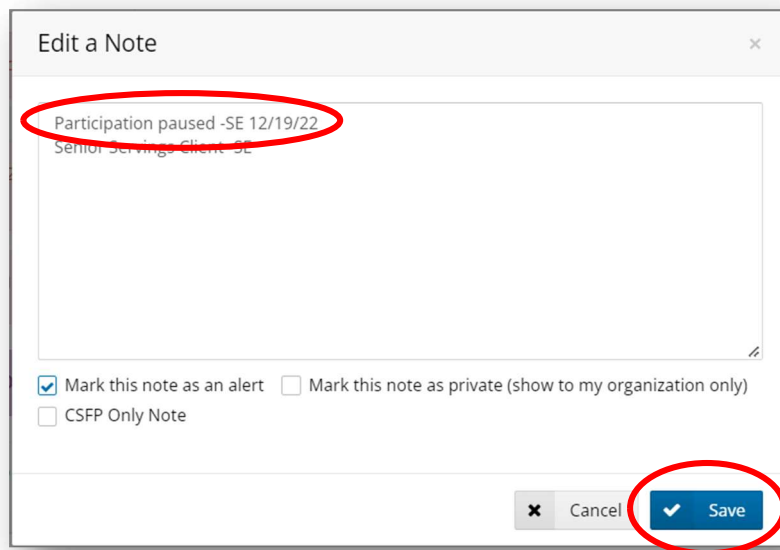 Edit a Note
Participation paused -SE 12/19/22
Senior Servings Client -SE
Mark this note as an alert
Mark this note as private (show to my organization only)
CSFP Only Note
Cancel
Save